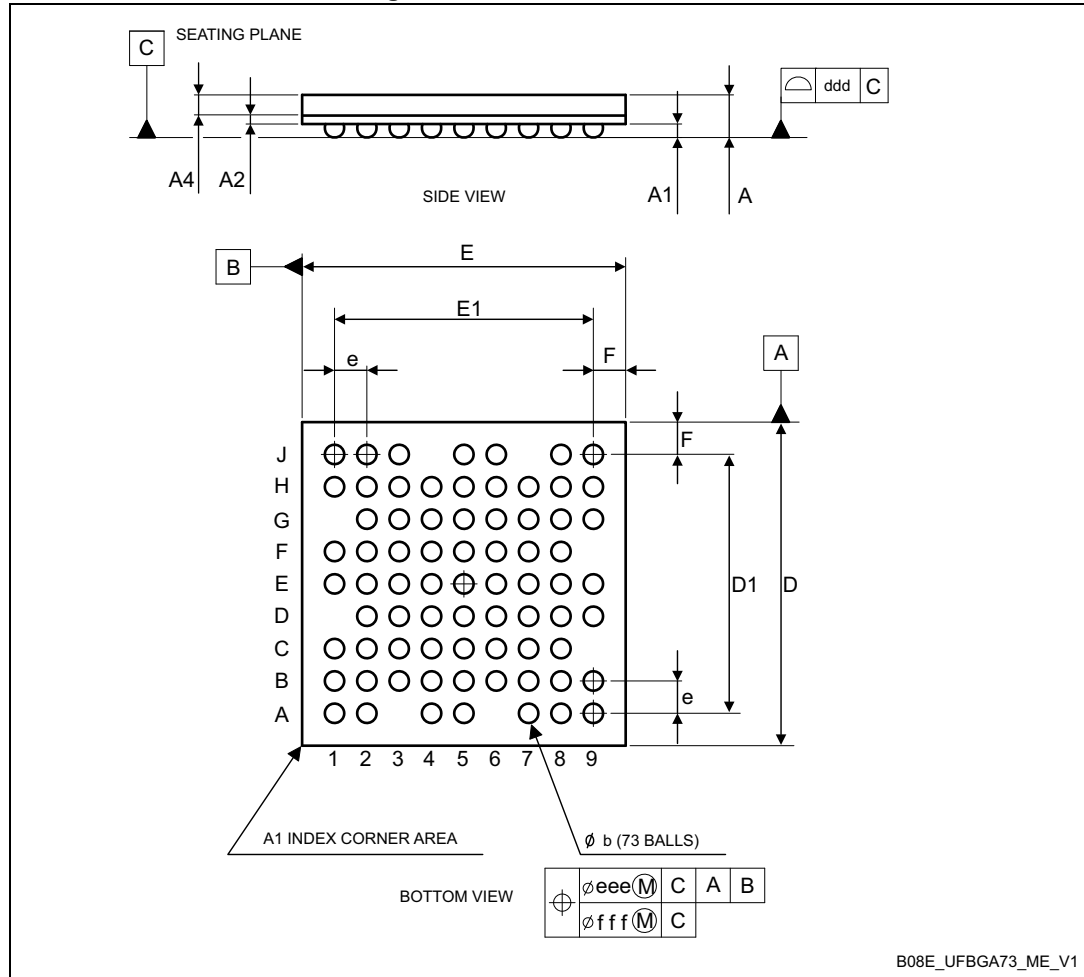 C SEATING PLANE
ddd C
A4 A2 A1 A
SIDE VIEW
B E
E1
e F A
F
J
H
G
F
E D1 D
D
C
B
e
A
1 2 3 4 5 6 7 8 9
A1 INDEX CORNER AREA
ø b (73 BALLS)
BOTTOM VIEW
øeeeⓂ C A B
øfffⓂ C
B08E_UFBGA73_ME_V1